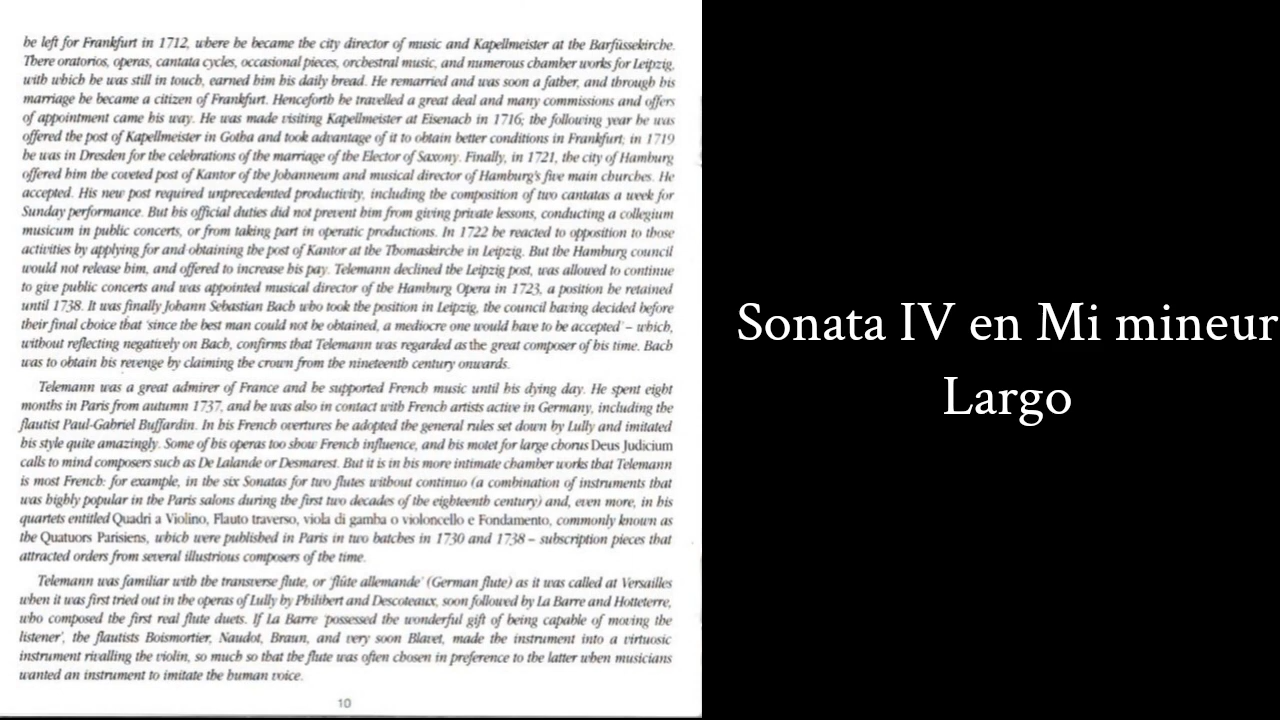 he left for Frankfurt in 1712, where he became the city director of music and Kapellmeister at the Barfüssekirche.
There oratorios, operas, cantata cycles, occasional pieces, orchestral music, and numerous chamber works for Leipzig,
with which he was still in touch, earned him his daily bread. He remarried and was soon a father, and through his
marriage he became a citizen of Frankfurt. Henceforth he travelled a great deal and many commissions and offers
of appointment came his way. He was made visiting Kapellmeister at Eisenach in 1716; the following year he was
offered the post of Kapellmeister in Gotha and took advantage of it to obtain better conditions in Frankfurt; in 1719
he was in Dresden for the celebrations of the marriage of the Elector of Saxony. Finally, in 1721, the city of Hamburg
offered him the coveted post of Kantor of the Johanneum and musical director of Hamburg's five main churches. He
accepted. His new post required unprecedented productivity, including the composition of two cantatas a week for
Sunday performance. But his official duties did not prevent him from giving private lessons, conducting a collegium
musicum in public concerts, or from taking part in operatic productions. In 1722 he reacted to opposition to those
activities by applying for and obtaining the post of Kantor at the Thomaskirche in Leipzig. But the Hamburg council
would not release him, and offered to increase his pay. Telemann declined the Leipzig post, was allowed to continue
to give public concerts and was appointed musical director of the Hamburg Opera in 1723, a position he retained
until 1738. It was finally Johann Sebastian Bach who took the position in Leipzig, the council having decided before
their final choice that 'since the best man could not be obtained, a mediocre one would have to be accepted' – which,
without reflecting negatively on Bach, confirms that Telemann was regarded as the great composer of his time. Bach
was to obtain his revenge by claiming the crown from the nineteenth century onwards.
Telemann was a great admirer of France and he supported French music until his dying day. He spent eight
months in Paris from autumn 1737, and he was also in contact with French artists active in Germany, including the
flautist Paul-Gabriel Buffardin. In his French overtures he adopted the general rules set down by Lully and imitated
his style quite amazingly. Some of his operas too show French influence, and his motet for large chorus Deus Judicium
calls to mind composers such as De Lalande or Desmarest. But it is in his more intimate chamber works that Telemann
is most French: for example, in the six Sonatas for two flutes without continuo (a combination of instruments that
was highly popular in the Paris salons during the first two decades of the eighteenth century) and, even more, in his
quartets entitled Quadri a Violino, Flauto traverso, viola di gamba o violoncello e Fondamento, commonly known as
the Quatuors Parisiens, which were published in Paris in two batches in 1730 and 1738 – subscription pieces that
attracted orders from several illustrious composers of the time.
Telemann was familiar with the transverse flute, or 'flûte allemande' (German flute) as it was called at Versailles
when it was first tried out in the operas of Lully by Philibert and Descoteaux, soon followed by La Barre and Hotteterre,
who composed the first real flute duets. If La Barre 'possessed the wonderful gift of being capable of moving the
listener', the flautists Boismortier, Naudot, Braun, and very soon Blavet, made the instrument into a virtuosic
instrument rivalling the violin, so much so that the flute was often chosen in preference to the latter when musicians
wanted an instrument to imitate the human voice.
10
Sonata IV en Mi mineur
Largo